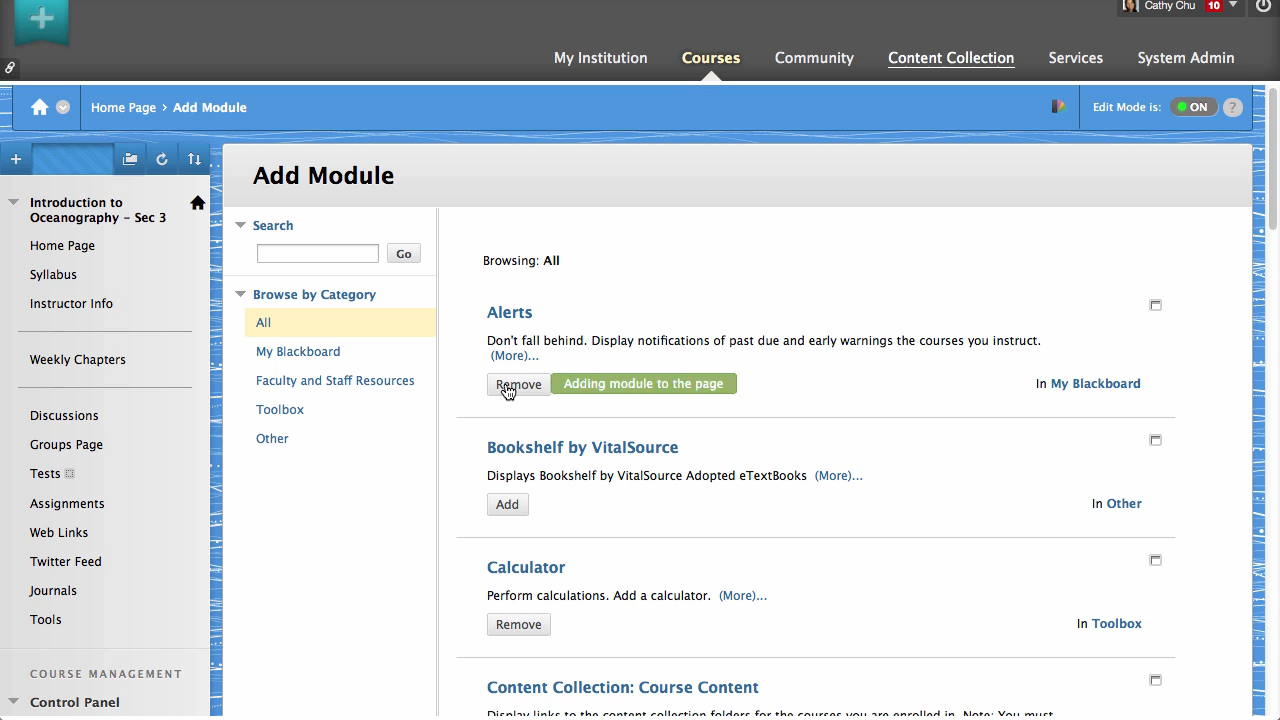 Cathy Chu 10
My Institution Courses Community Content Collection Services System Admin
Home Page > Add Module
Edit Mode is: ON ?
Add Module
Introduction to
Oceanography – Sec 3
Home Page
Syllabus
Instructor Info
Weekly Chapters
Discussions
Groups Page
Tests
Assignments
Web Links
Twitter Feed
Journals
Tools
COURSE MANAGEMENT
Control Panel
Search
Go
Browse by Category
All
My Blackboard
Faculty and Staff Resources
Toolbox
Other
Browsing: All
Alerts
Don't fall behind. Display notifications of past due and early warnings the courses you instruct.
(More)...
Remove Adding module to the page
In My Blackboard
Bookshelf by VitalSource
Displays Bookshelf by VitalSource Adopted eTextBooks (More)...
Add
In Other
Calculator
Perform calculations. Add a calculator. (More)...
Remove
In Toolbox
Content Collection: Course Content
Display links to the content collection folders for the courses you are enrolled in. Note: You must